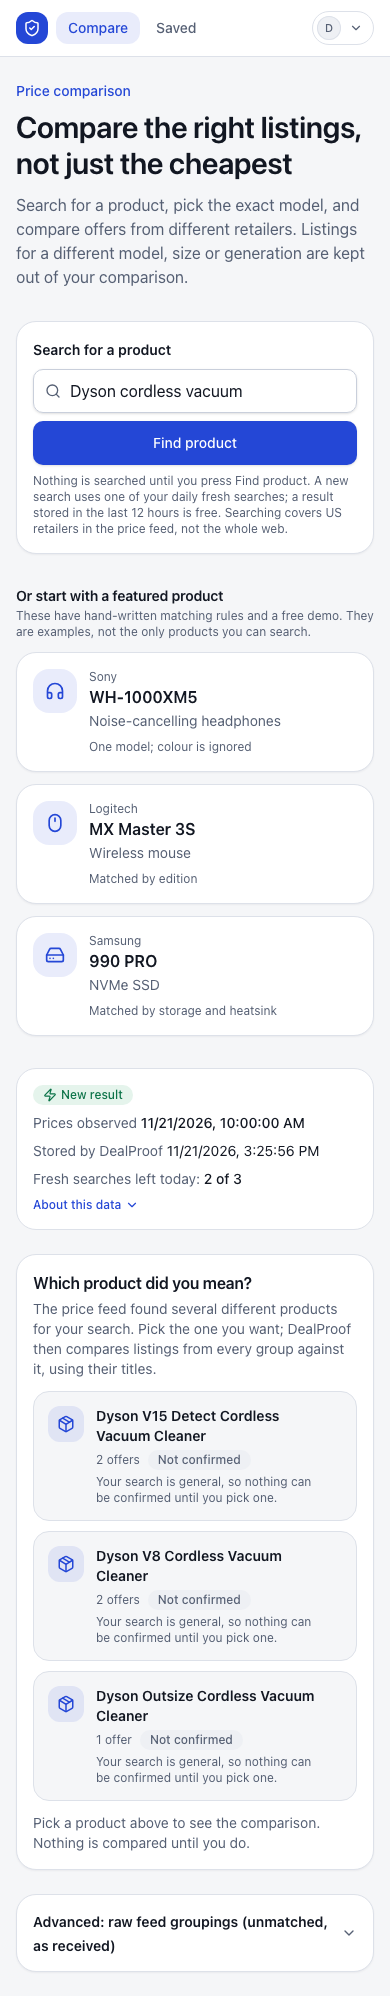 Compare
Saved
D
Price comparison
Compare the right listings,
not just the cheapest
Search for a product, pick the exact model, and
compare offers from different retailers. Listings
for a different model, size or generation are kept
out of your comparison.
Search for a product
Dyson cordless vacuum
Find product
Nothing is searched until you press Find product. A new
search uses one of your daily fresh searches; a result
stored in the last 12 hours is free. Searching covers US
retailers in the price feed, not the whole web.
Or start with a featured product
These have hand-written matching rules and a free demo. They
are examples, not the only products you can search.
Sony
WH-1000XM5
Noise-cancelling headphones
One model; colour is ignored
Logitech
MX Master 3S
Wireless mouse
Matched by edition
Samsung
990 PRO
NVMe SSD
Matched by storage and heatsink
New result
Prices observed 11/21/2026, 10:00:00 AM
Stored by DealProof 11/21/2026, 3:25:56 PM
Fresh searches left today: 2 of 3
About this data
Which product did you mean?
The price feed found several different products
for your search. Pick the one you want; DealProof
then compares listings from every group against
it, using their titles.
Dyson V15 Detect Cordless
Vacuum Cleaner
2 offers Not confirmed
Your search is general, so nothing can
be confirmed until you pick one.
Dyson V8 Cordless Vacuum
Cleaner
2 offers Not confirmed
Your search is general, so nothing can
be confirmed until you pick one.
Dyson Outsize Cordless Vacuum
Cleaner
1 offer Not confirmed
Your search is general, so nothing can
be confirmed until you pick one.
Pick a product above to see the comparison.
Nothing is compared until you do.
Advanced: raw feed groupings (unmatched,
as received)